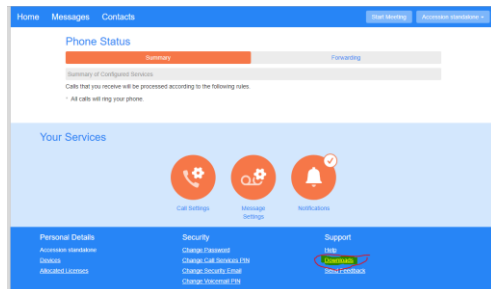 Home Messages Contacts Start Meeting Accession standalone
Phone Status
Summary Forwarding
Summary of Configured Services
Calls that you receive will be processed according to the following rules.
All calls will ring your phone.
Your Services
Call Settings Message Settings Notifications
Personal Details Security Support
Accession standalone Change Password Help
Devices Change Call Services PIN Downloads
Allocated Licenses Change Security Email Send Feedback
Change Voicemail PIN